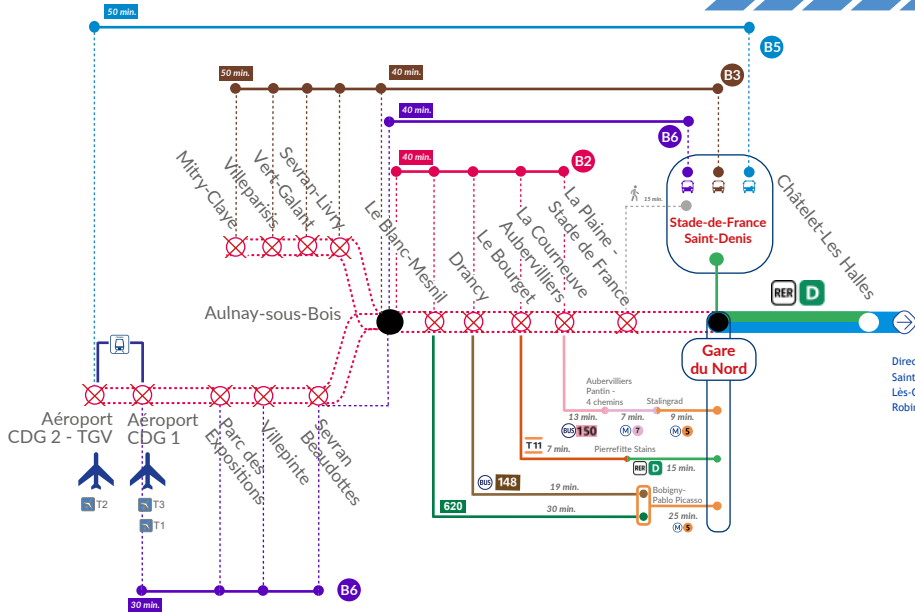 50 min.
B5
50 min.
40 min.
B3
40 min.
B6
40 min.
B2
Mitry-Claye
Villeparisis
Vert-Galant
Sevran-Livry
Le Blanc-Mesnil
Drancy
Le Bourget
La Courneuve
Aubervilliers
La Plaine -
Stade de France
15 min.
Stade-de-France
Saint-Denis
Châtelet-Les Halles
RER D
Aulnay-sous-Bois
Gare
du Nord
Direc
Saint
Lès-C
Robin
Aéroport
CDG 2 - TGV
Aéroport
CDG 1
Parc des
Expositions
Villepinte
Sevran
Beaudottes
T2
T3
T1
Aubervilliers
Pantin -
4 chemins
Stalingrad
13 min.
7 min.
9 min.
BUS 150
M 7
M 5
T11
7 min.
Pierrefitte Stains
RER D
15 min.
BUS 148
19 min.
Bobigny-
Pablo Picasso
620
30 min.
25 min.
M 5
30 min.
B6